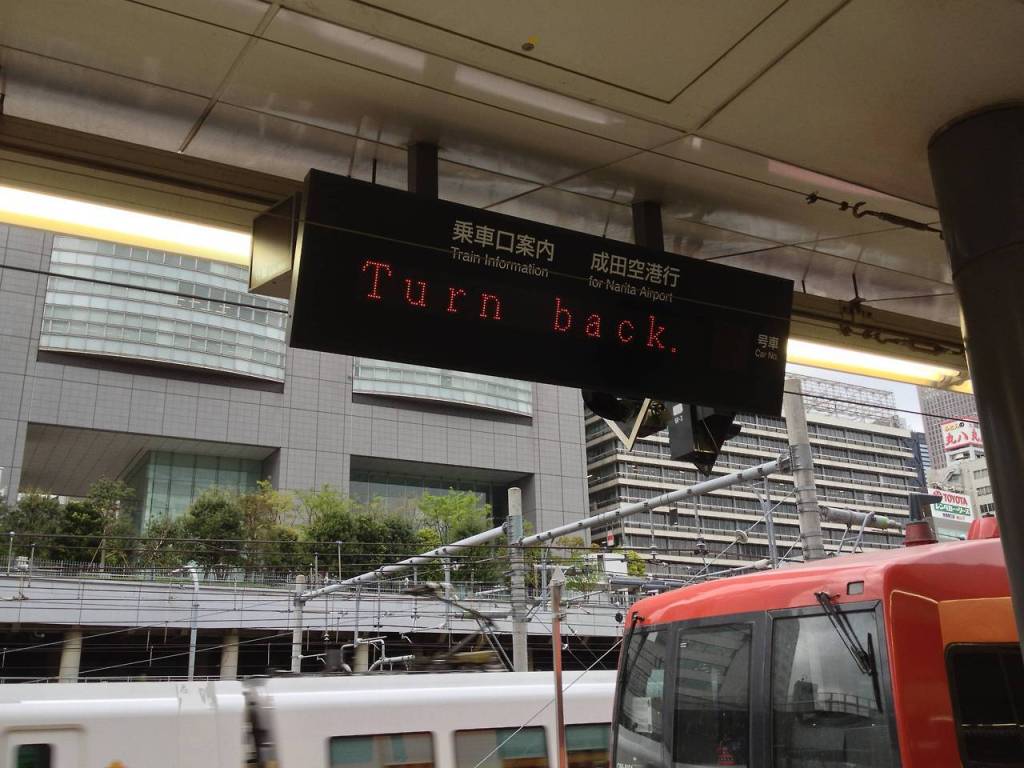 乗車口案内
Train Information
成田空港行
for Narita Airport
Turn back.
号車
Car No.
丸八
TOYOTA